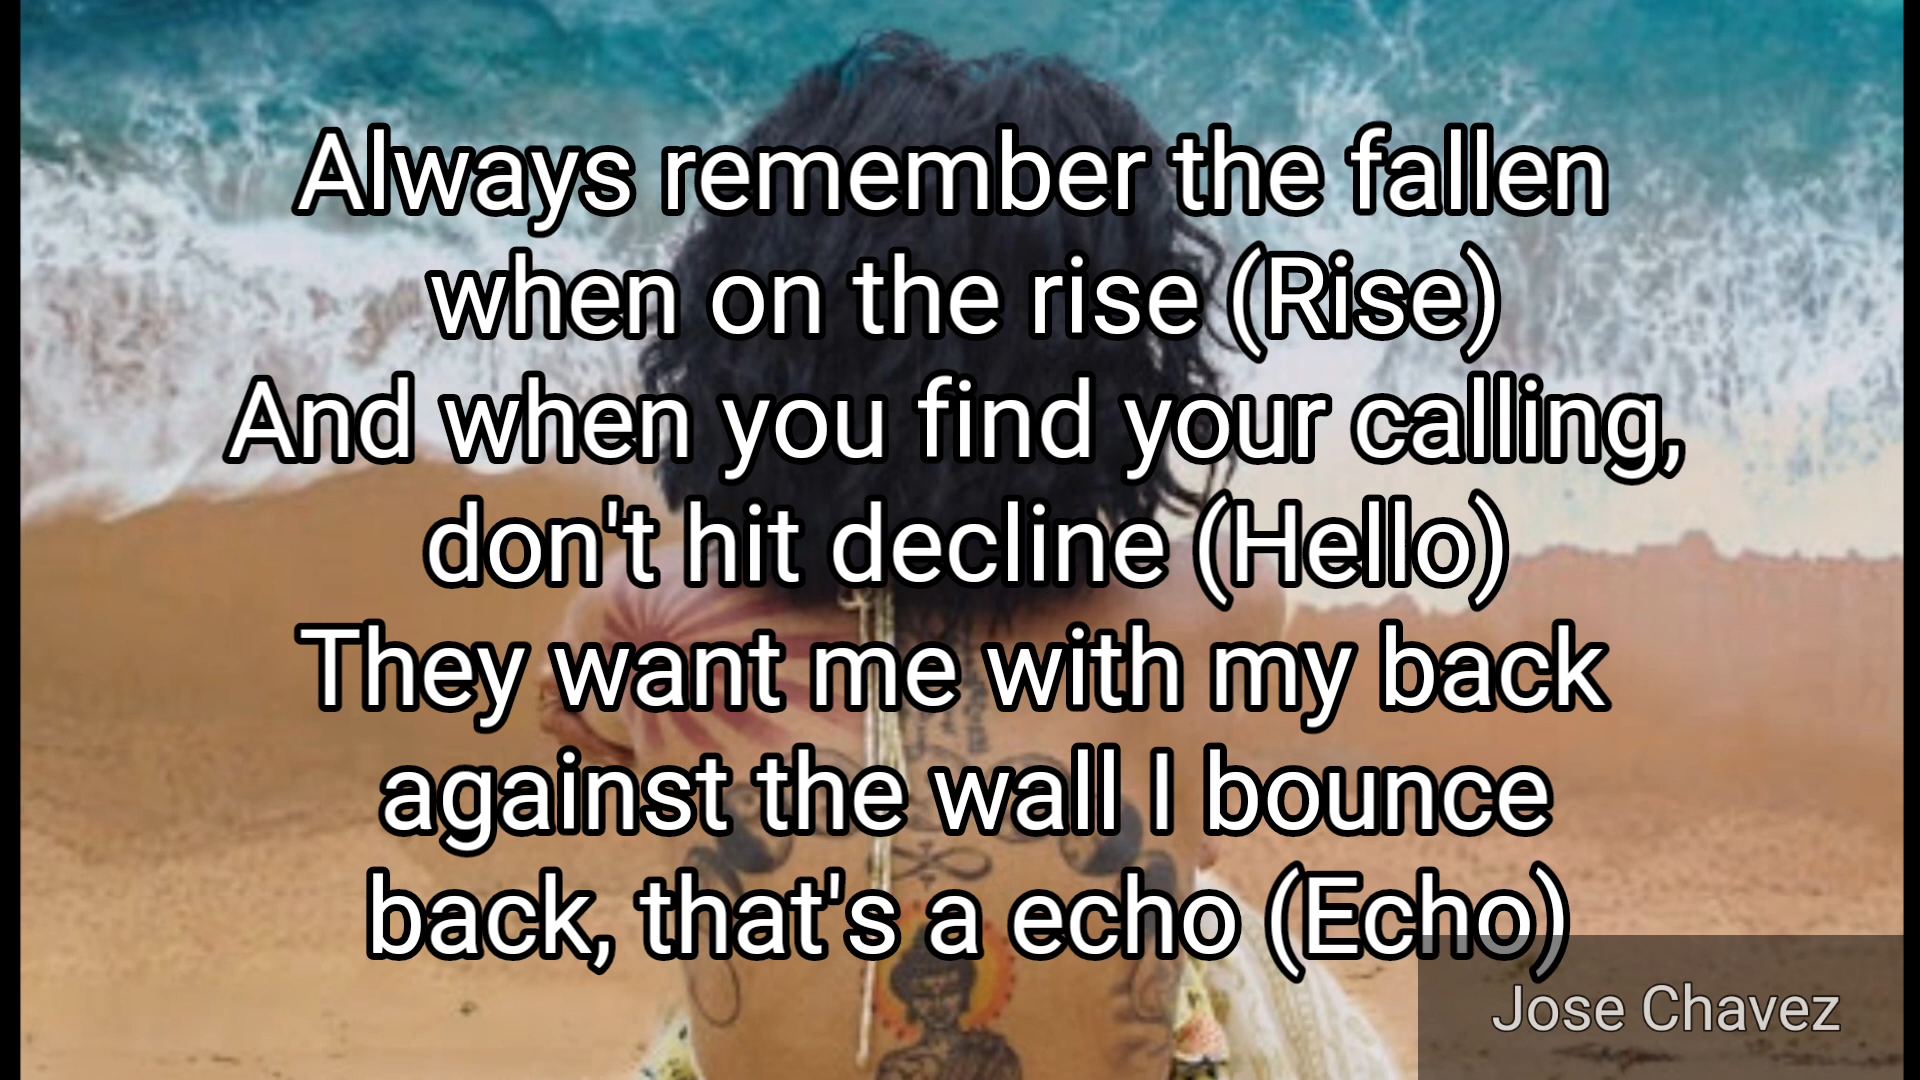 Always remember the fallen
when on the rise (Rise)
And when you find your calling,
don't hit decline (Hello)
They want me with my back
against the wall I bounce
back, that's a echo (Echo)
Jose Chavez